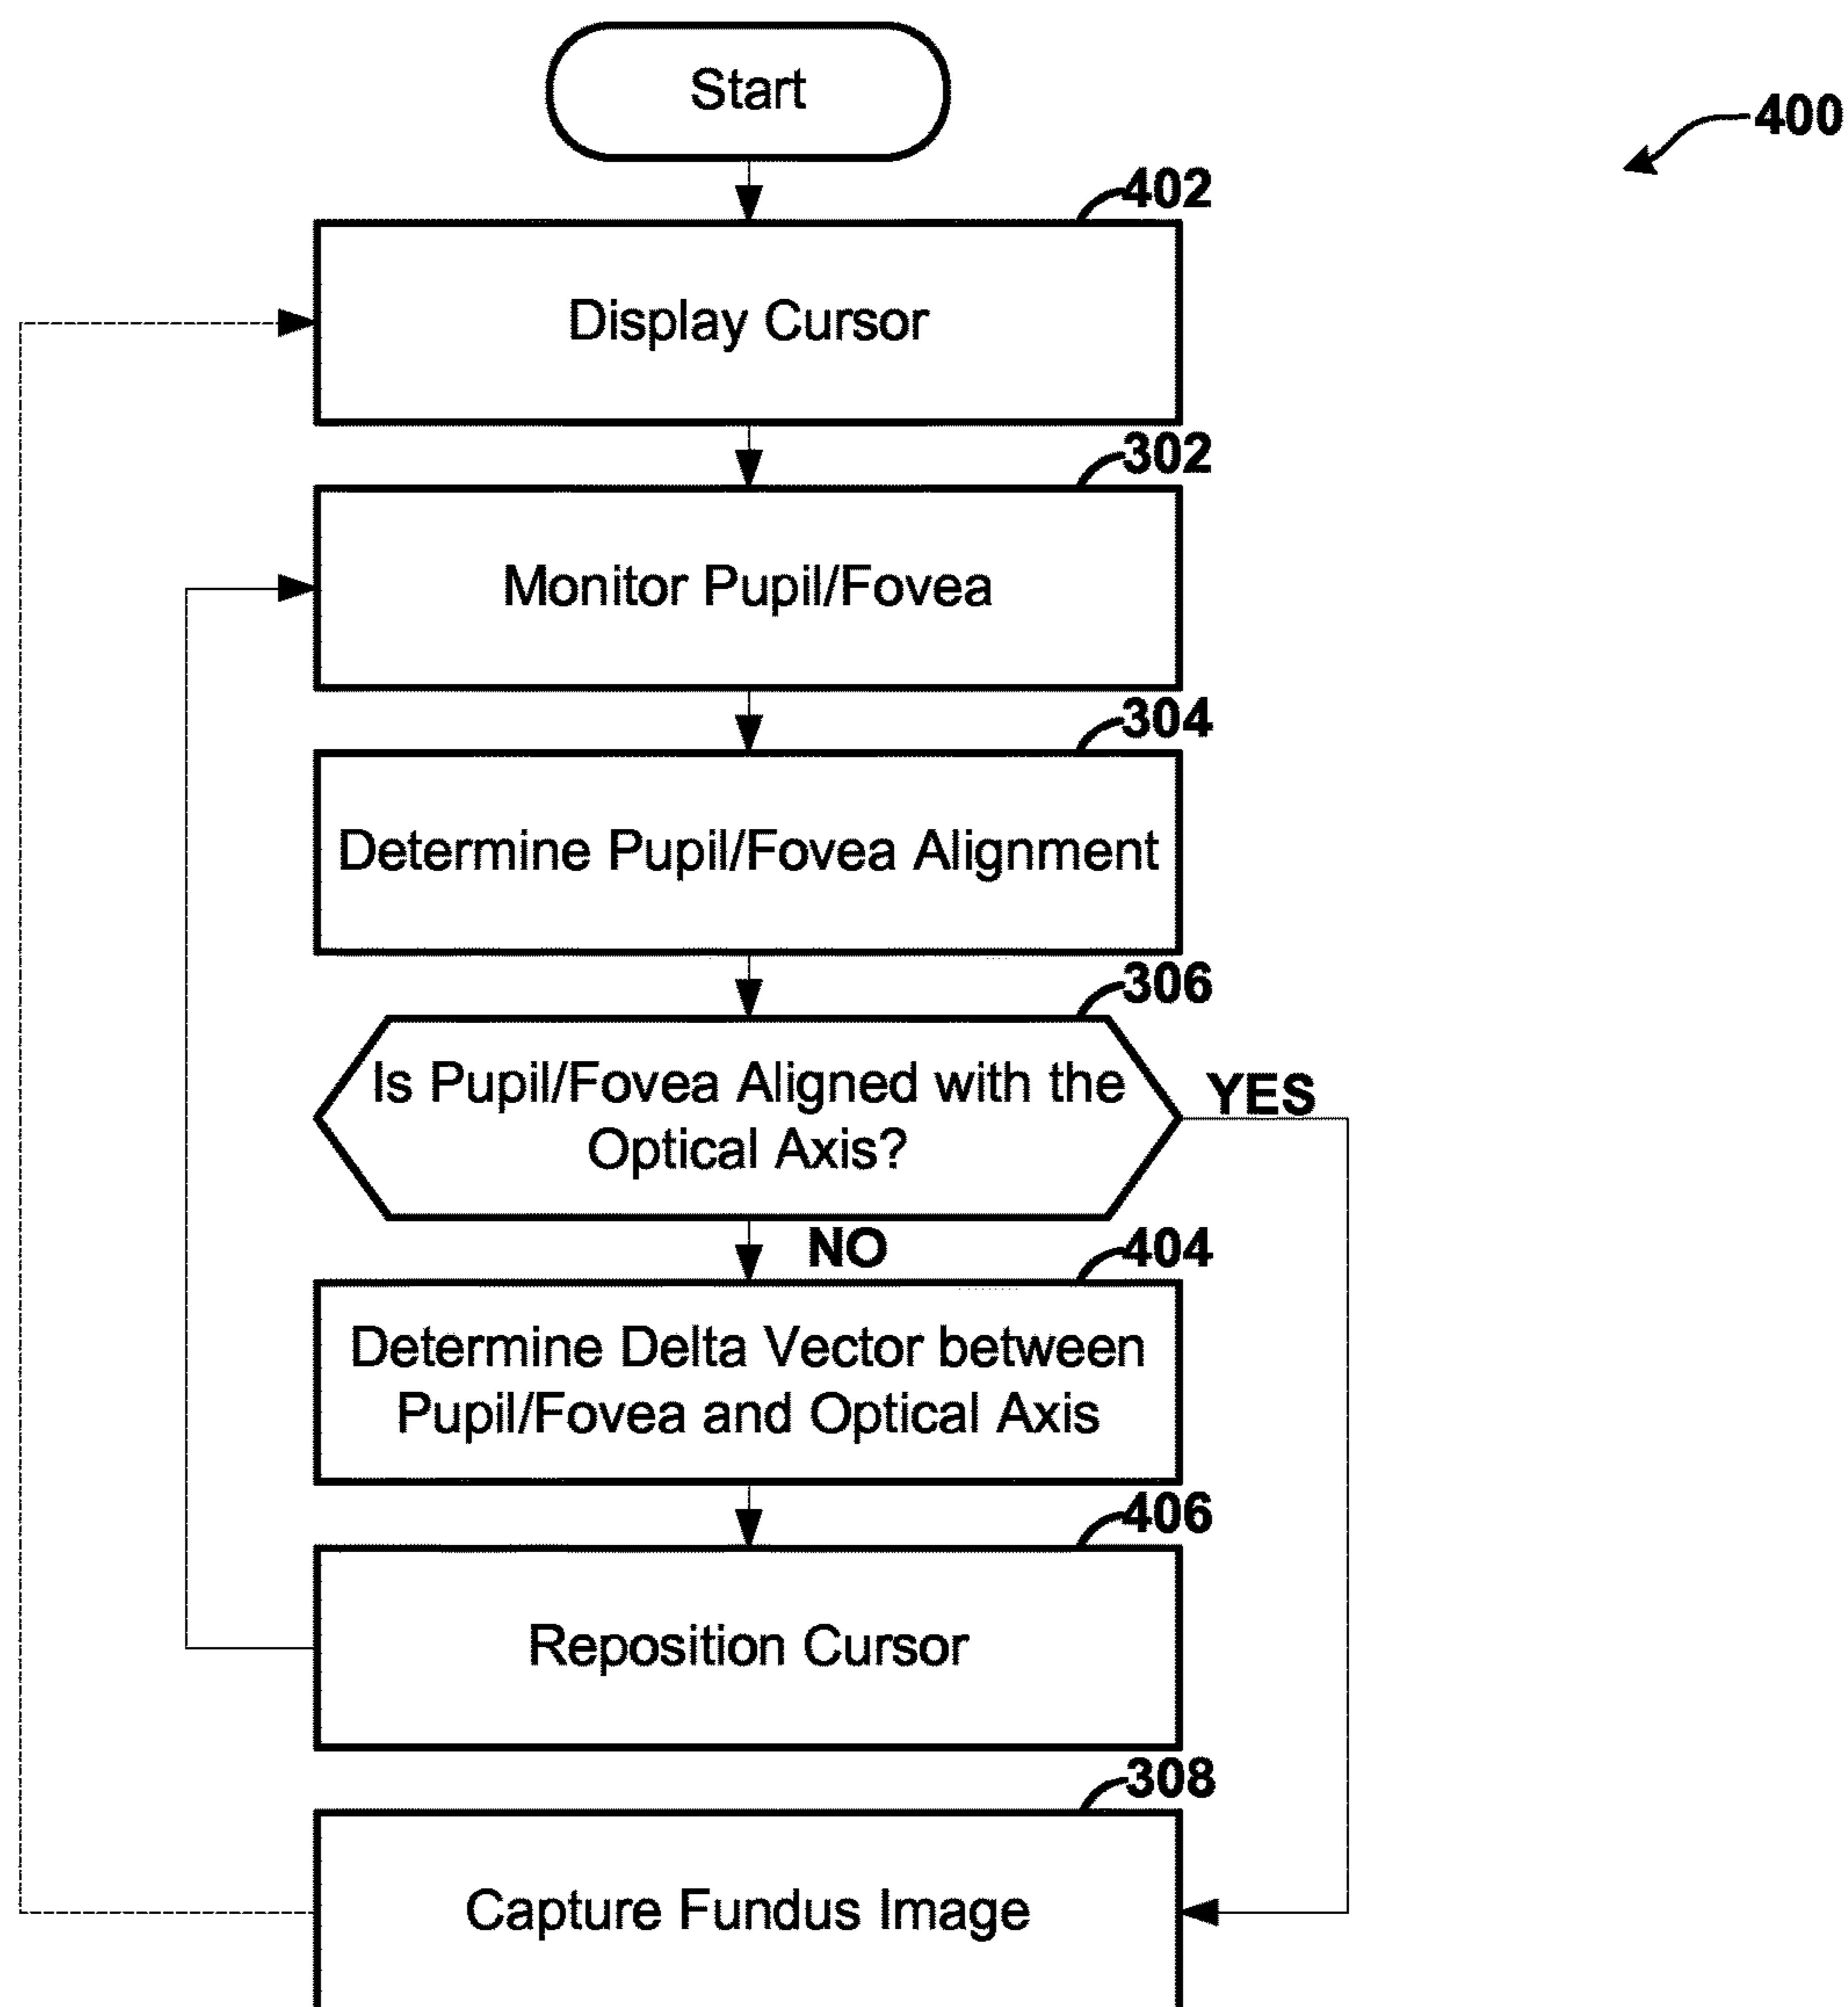 Start
400
402
Display Cursor
302
Monitor Pupil/Fovea
304
Determine Pupil/Fovea Alignment
306
Is Pupil/Fovea Aligned with the
Optical Axis?
YES
NO
404
Determine Delta Vector between
Pupil/Fovea and Optical Axis
406
Reposition Cursor
308
Capture Fundus Image